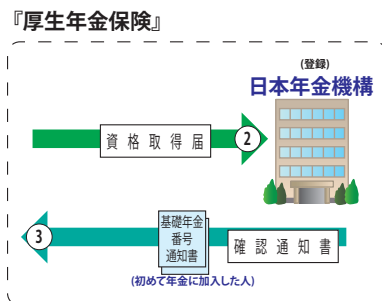 『厚生年金保険』
(登録)
日本年金機構
資格取得届
2
3
基礎年金
番号
通知書
確認通知書
(初めて年金に加入した人)